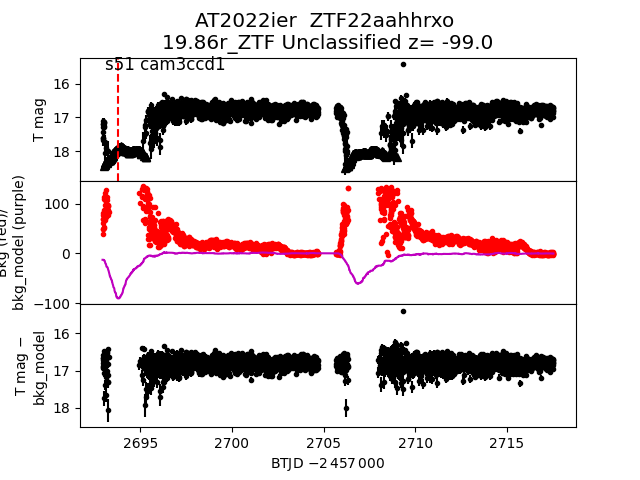 AT2022ier  ZTF22aahhrxo
19.86r_ZTF Unclassified z= -99.0
s51 cam3ccd1
T mag
16
17
18
Bkg (red)/
bkg_model (purple)
100
0
−100
T mag −
bkg_model
16
17
18
2695
2700
2705
2710
2715
BTJD −2 457 000